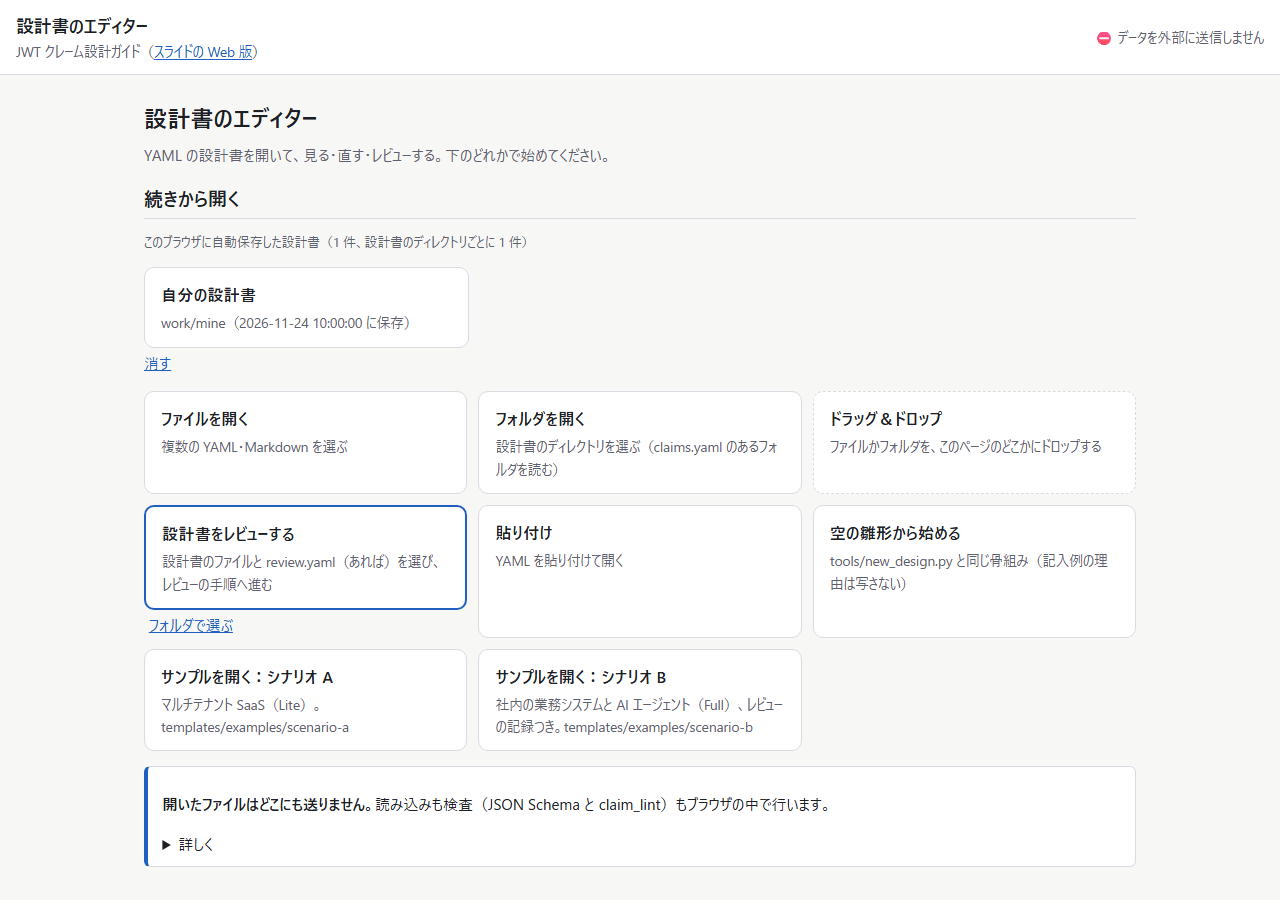 設計書のエディター
JWT クレーム設計ガイド（スライドの Web 版）
データを外部に送信しません
設計書のエディター
YAML の設計書を開いて、見る・直す・レビューする。下のどれかで始めてください。
続きから開く
このブラウザに自動保存した設計書（1 件、設計書のディレクトリごとに 1 件）
自分の設計書
work/mine（2026-11-24 10:00:00 に保存）
消す
ファイルを開く
複数の YAML・Markdown を選ぶ
フォルダを開く
設計書のディレクトリを選ぶ（claims.yaml のあるフォ
ルダを読む）
ドラッグ＆ドロップ
ファイルかフォルダを、このページのどこかにドロップする
設計書をレビューする
設計書のファイルと review.yaml（あれば）を選び、
レビューの手順へ進む
フォルダで選ぶ
貼り付け
YAML を貼り付けて開く
空の雛形から始める
tools/new_design.py と同じ骨組み（記入例の理
由は写さない）
サンプルを開く：シナリオ A
マルチテナント SaaS（Lite）。
templates/examples/scenario-a
サンプルを開く：シナリオ B
社内の業務システムと AI エージェント（Full）、レビュー
の記録つき。templates/examples/scenario-b
開いたファイルはどこにも送りません。読み込みも検査（JSON Schema と claim_lint）もブラウザの中で行います。
▶ 詳しく